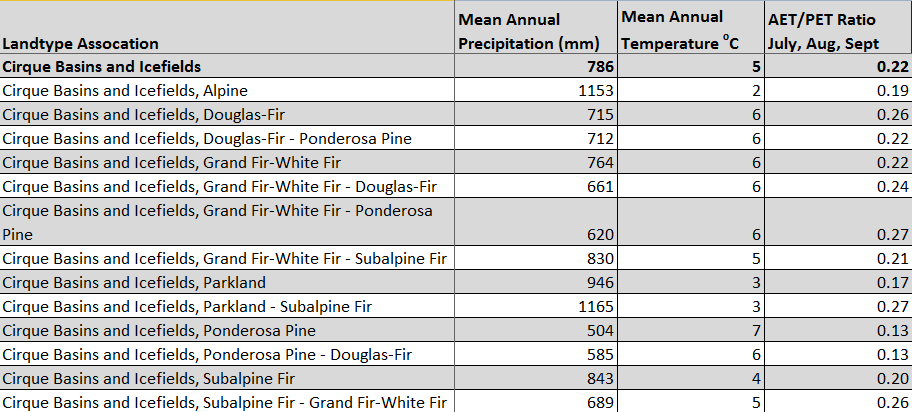 Landtype Assocation Mean Annual Precipitation (mm) Mean Annual Temperature °C AET/PET Ratio July, Aug, Sept
Cirque Basins and Icefields 786 5 0.22
Cirque Basins and Icefields, Alpine 1153 2 0.19
Cirque Basins and Icefields, Douglas-Fir 715 6 0.26
Cirque Basins and Icefields, Douglas-Fir - Ponderosa Pine 712 6 0.22
Cirque Basins and Icefields, Grand Fir-White Fir 764 6 0.22
Cirque Basins and Icefields, Grand Fir-White Fir - Douglas-Fir 661 6 0.24
Cirque Basins and Icefields, Grand Fir-White Fir - Ponderosa
Pine 620 6 0.27
Cirque Basins and Icefields, Grand Fir-White Fir - Subalpine Fir 830 5 0.21
Cirque Basins and Icefields, Parkland 946 3 0.17
Cirque Basins and Icefields, Parkland - Subalpine Fir 1165 3 0.27
Cirque Basins and Icefields, Ponderosa Pine 504 7 0.13
Cirque Basins and Icefields, Ponderosa Pine - Douglas-Fir 585 6 0.13
Cirque Basins and Icefields, Subalpine Fir 843 4 0.20
Cirque Basins and Icefields, Subalpine Fir - Grand Fir-White Fir 689 5 0.26